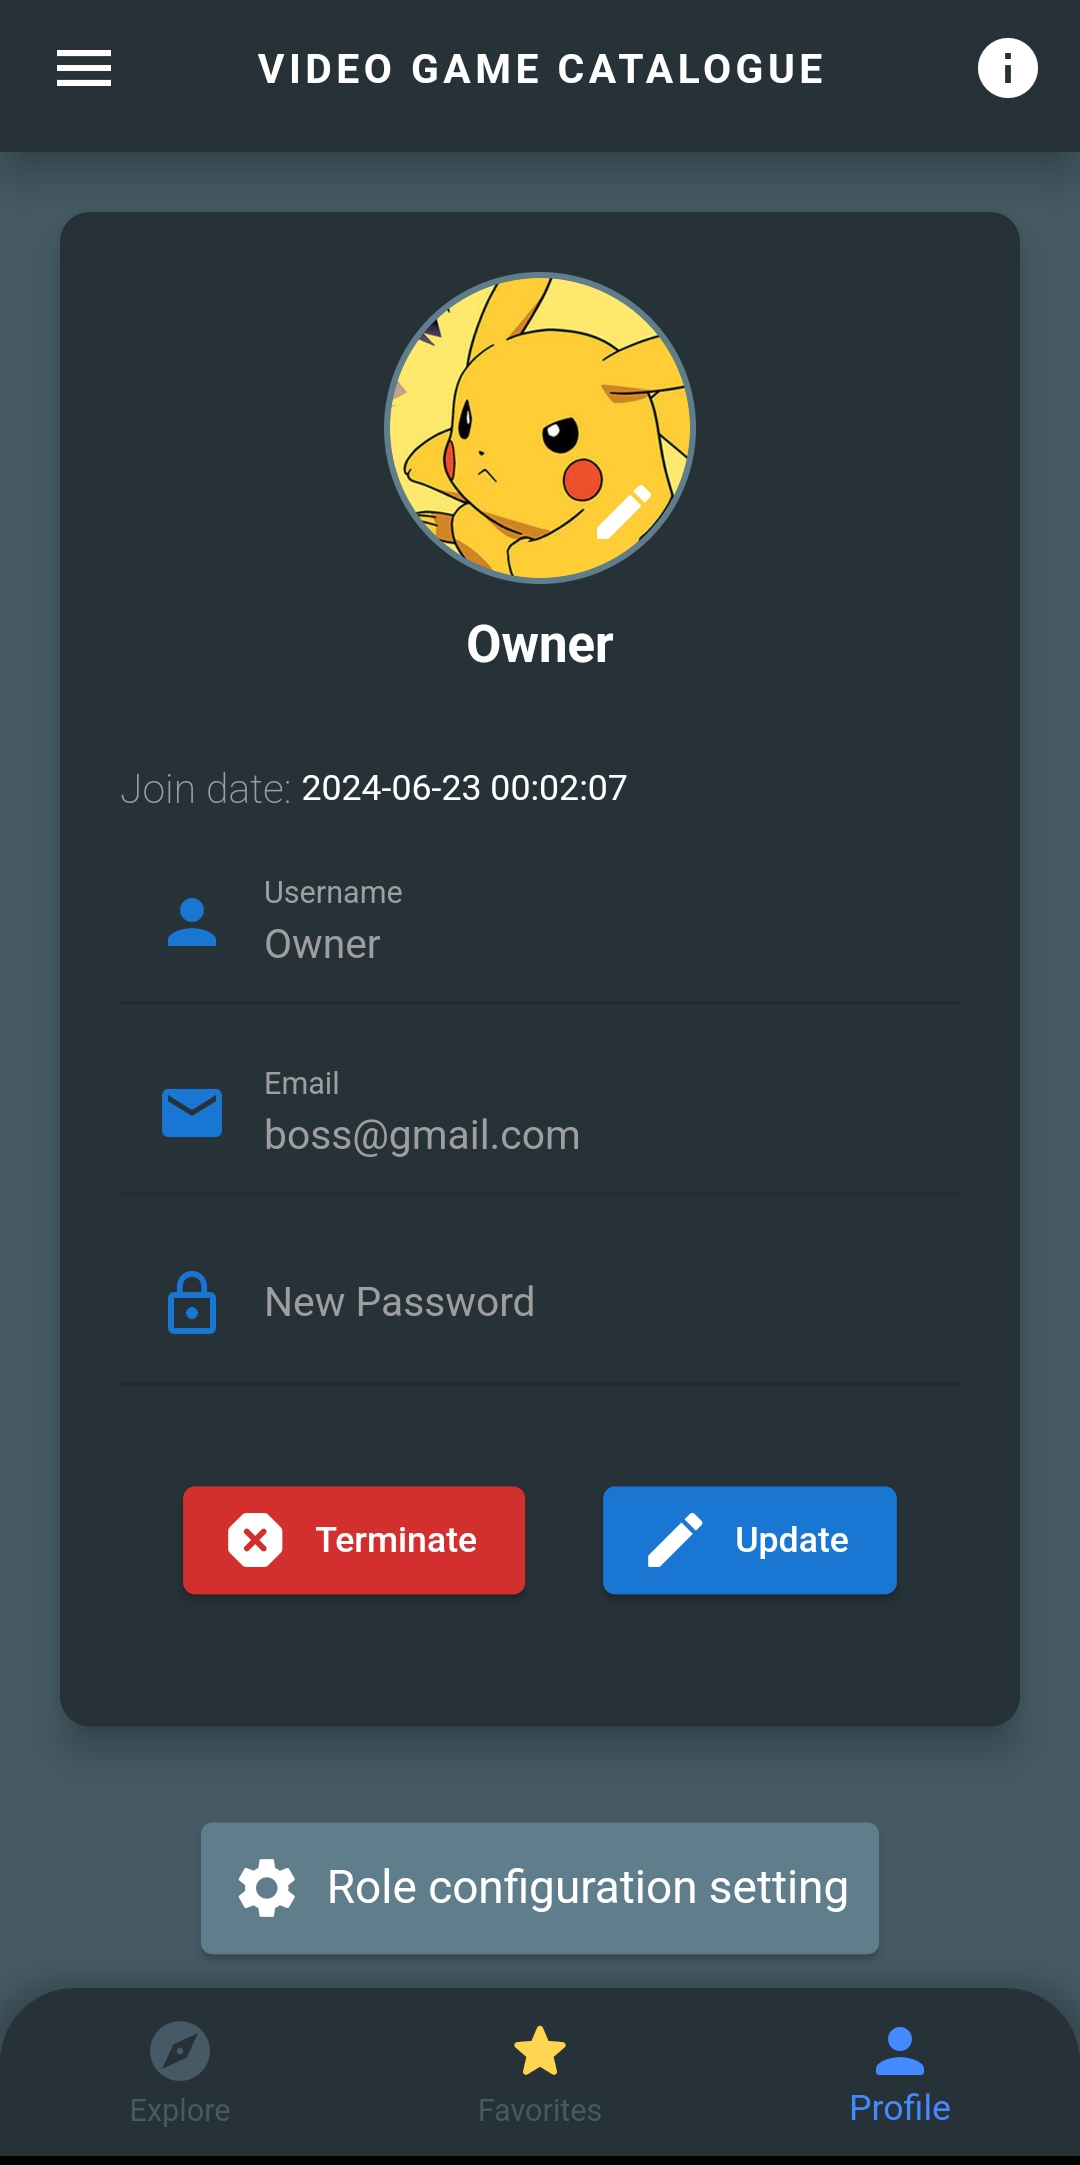 VIDEO GAME CATALOGUE
Owner
Join date: 2024-06-23 00:02:07
Username
Owner
Email
boss@gmail.com
New Password
Terminate
Update
Role configuration setting
Explore
Favorites
Profile